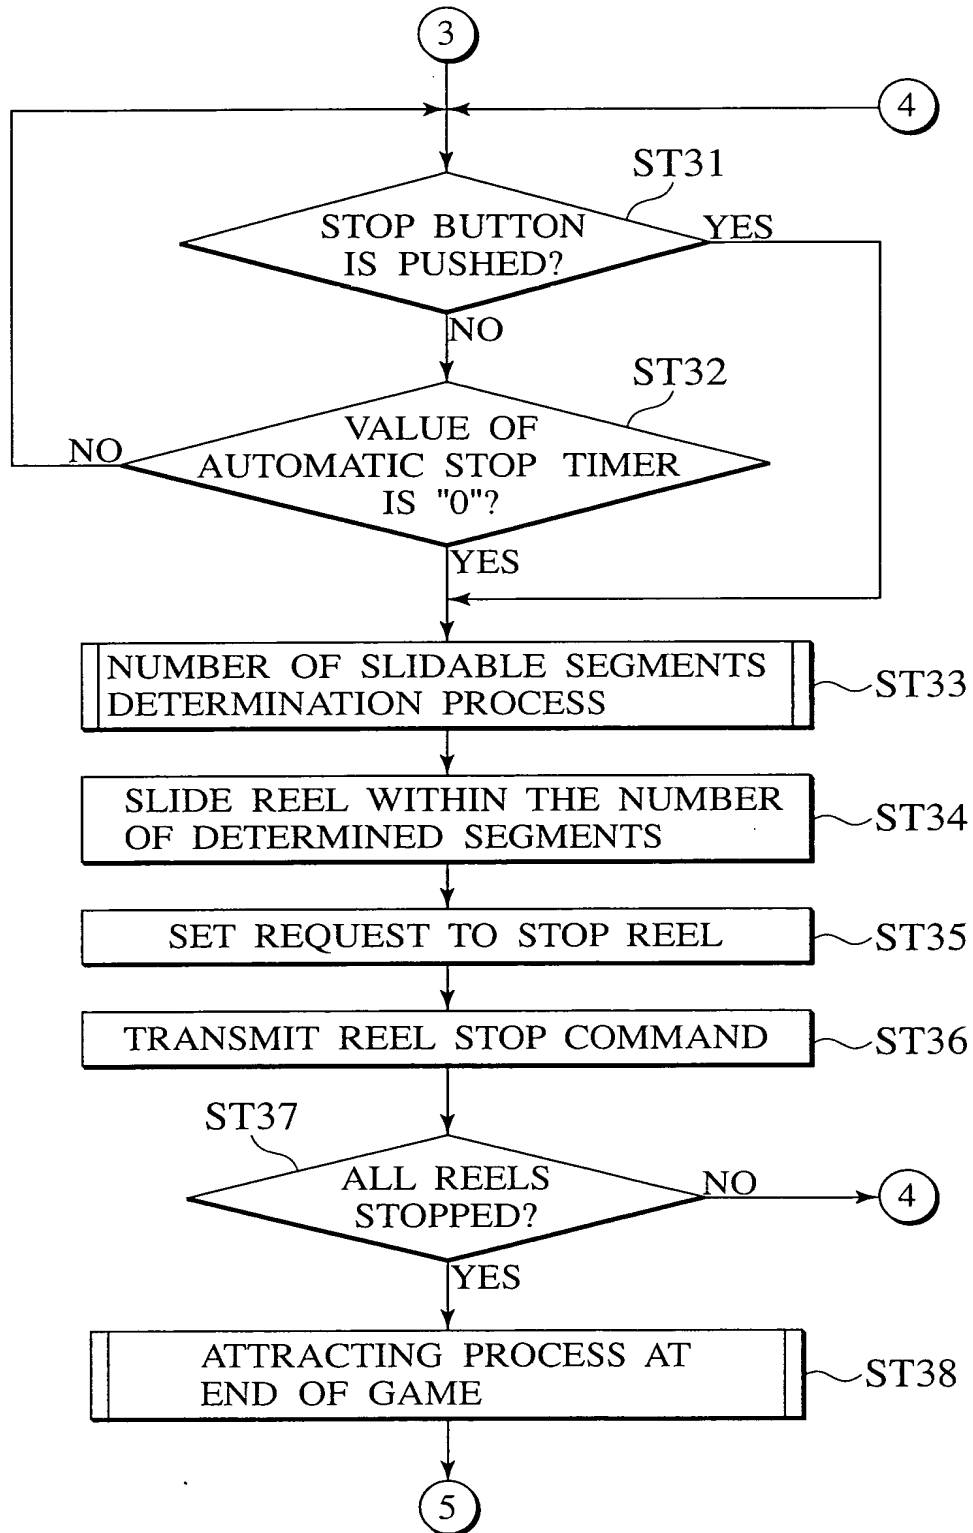 3
4
ST31
STOP BUTTON
IS PUSHED?
YES
NO
ST32
VALUE OF
AUTOMATIC STOP TIMER
IS "0"?
NO
YES
NUMBER OF SLIDABLE SEGMENTS
DETERMINATION PROCESS
ST33
SLIDE REEL WITHIN THE NUMBER
OF DETERMINED SEGMENTS
ST34
SET REQUEST TO STOP REEL
ST35
TRANSMIT REEL STOP COMMAND
ST36
ST37
ALL REELS
STOPPED?
NO
4
YES
ATTRACTING PROCESS AT
END OF GAME
ST38
5